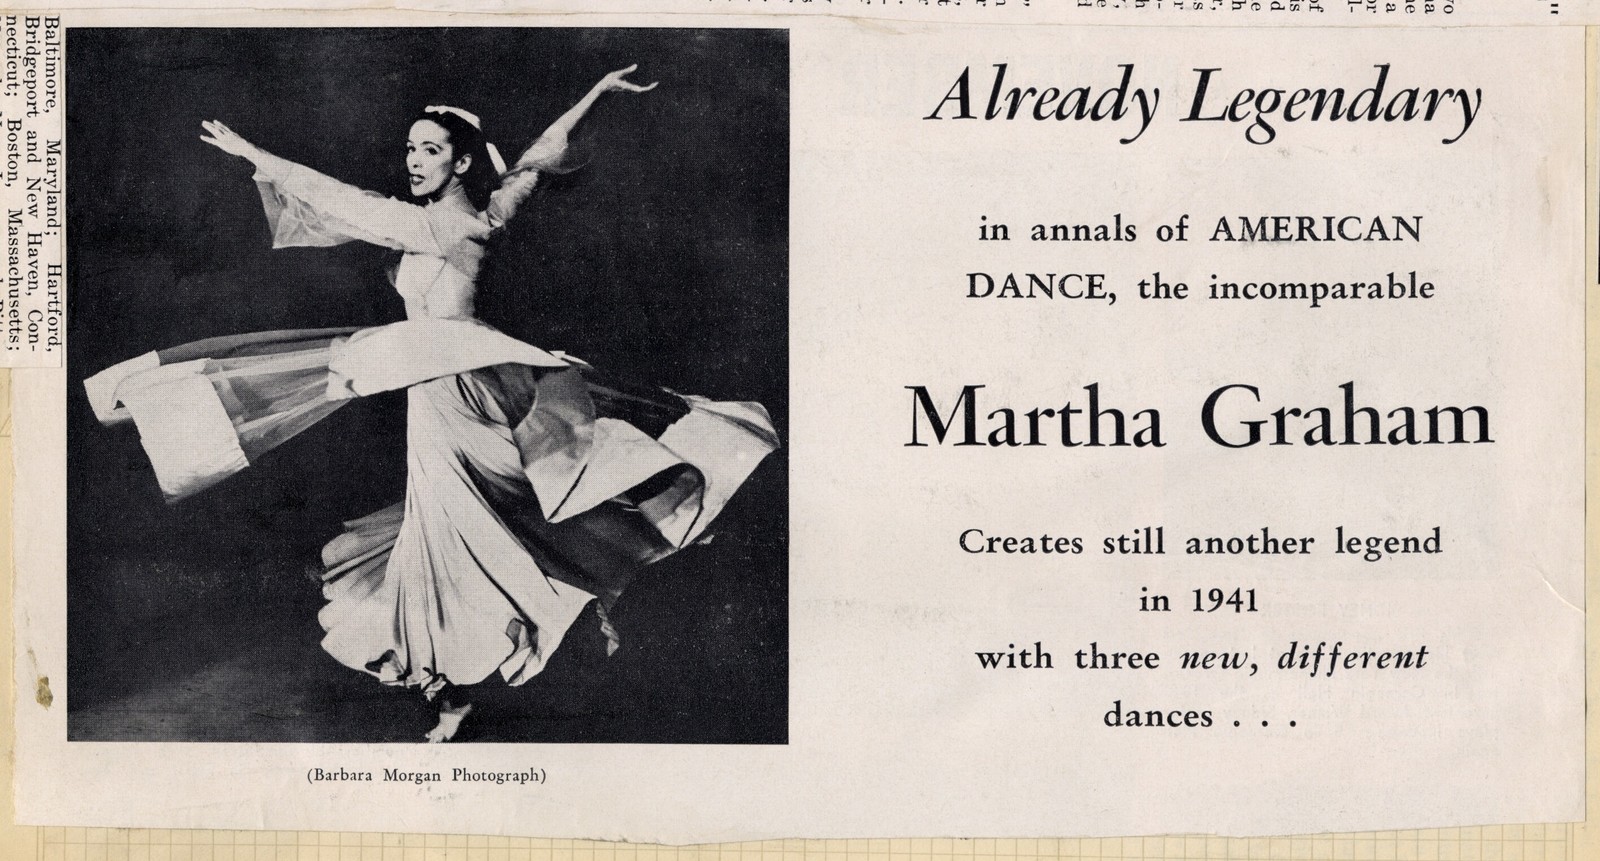 Already Legendary
in annals of AMERICAN
DANCE, the incomparable
Martha Graham
Creates still another legend
in 1941
with three new, different
dances . . .
(Barbara Morgan Photograph)
Baltimore, Maryland; Hartford,
Bridgeport and New Haven, Con-
necticut; Boston, Massachusetts;